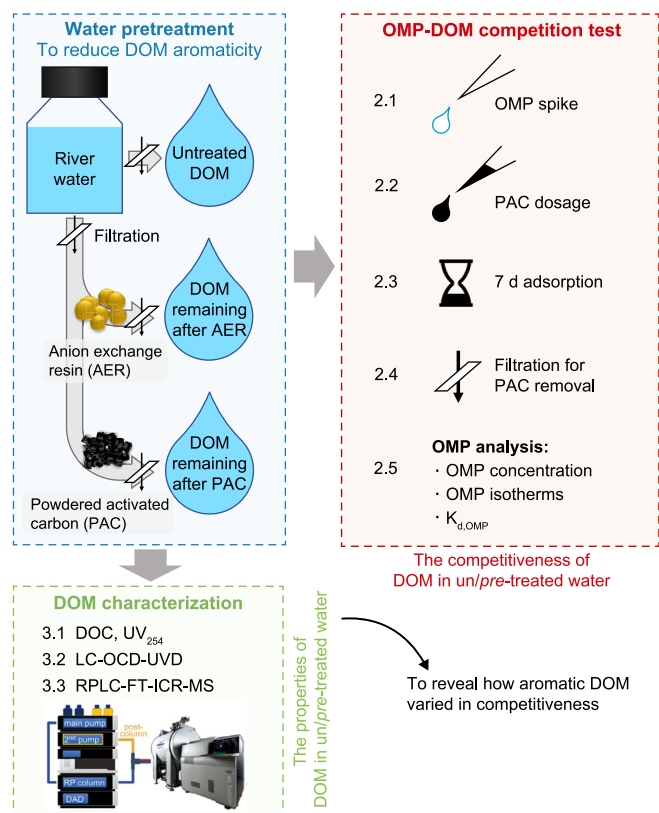 Water pretreatment
To reduce DOM aromaticity
River
water
Untreated
DOM
Filtration
DOM
remaining
after AER
Anion exchange
resin (AER)
DOM
remaining
after PAC
Powdered activated
carbon (PAC)
OMP-DOM competition test
2.1
OMP spike
2.2
PAC dosage
2.3
7 d adsorption
2.4
Filtration for
PAC removal
2.5
OMP analysis:
· OMP concentration
· OMP isotherms
· Kd,OMP
The competitiveness of
DOM in un/pre-treated water
DOM characterization
3.1 DOC, UV254
3.2 LC-OCD-UVD
3.3 RPLC-FT-ICR-MS
main pump
2nd pump
post-
column
RP column
DAD
The properties of
DOM in un/pre-treated water
To reveal how aromatic DOM
varied in competitiveness